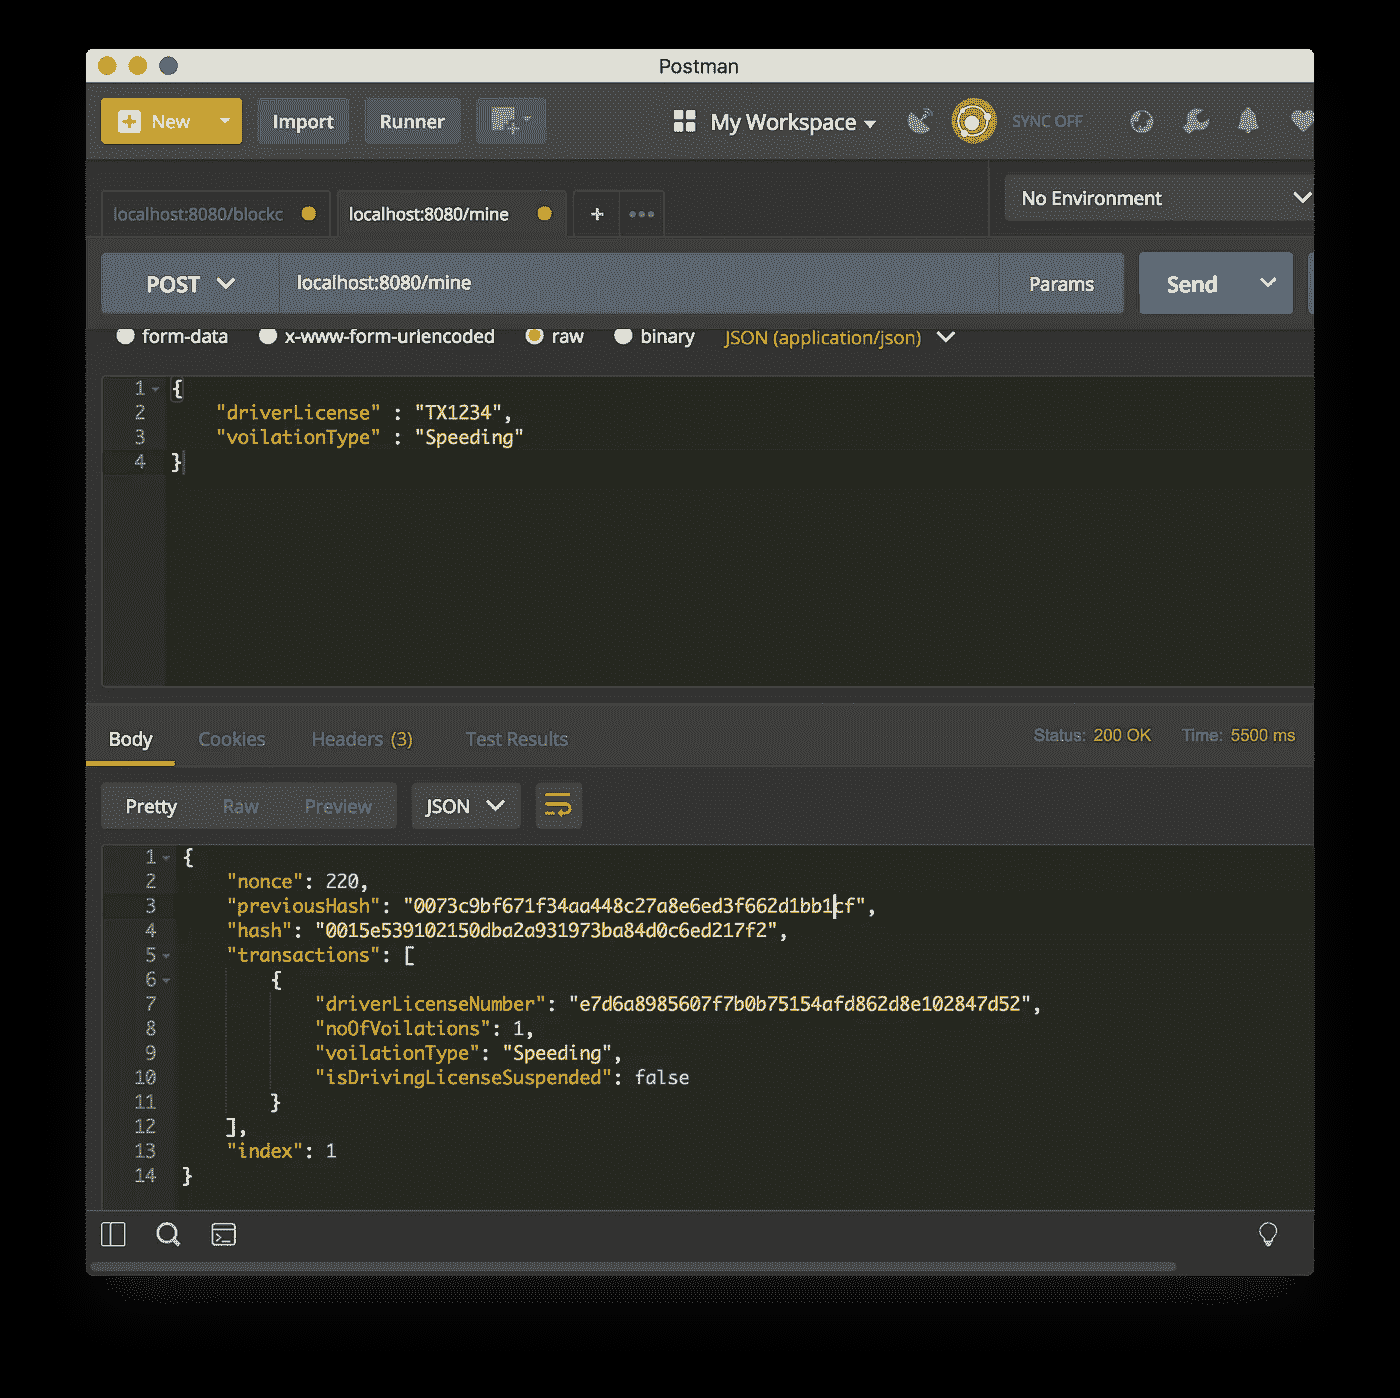 Postman
New Import Runner My Workspace SYNC OFF
localhost:8080/blockc localhost:8080/mine + ••• No Environment
POST localhost:8080/mine Params Send
form-data x-www-form-urlencoded raw binary JSON (application/json)
1 {
2 "driverLicense" : "TX1234",
3 "voilationType" : "Speeding"
4 }
Body Cookies Headers (3) Test Results Status: 200 OK Time: 5500 ms
Pretty Raw Preview JSON
1 {
2 "nonce": 220,
3 "previousHash": "0073c9bf671f34aa448c27a8e6ed3f662d1bb1cf",
4 "hash": "0015e539102150dba2a931973ba84d0c6ed217f2",
5 "transactions": [
6 {
7 "driverLicenseNumber": "e7d6a8985607f7b0b75154afd862d8e102847d52",
8 "noOfVoilations": 1,
9 "voilationType": "Speeding",
10 "isDrivingLicenseSuspended": false
11 }
12 ],
13 "index": 1
14 }